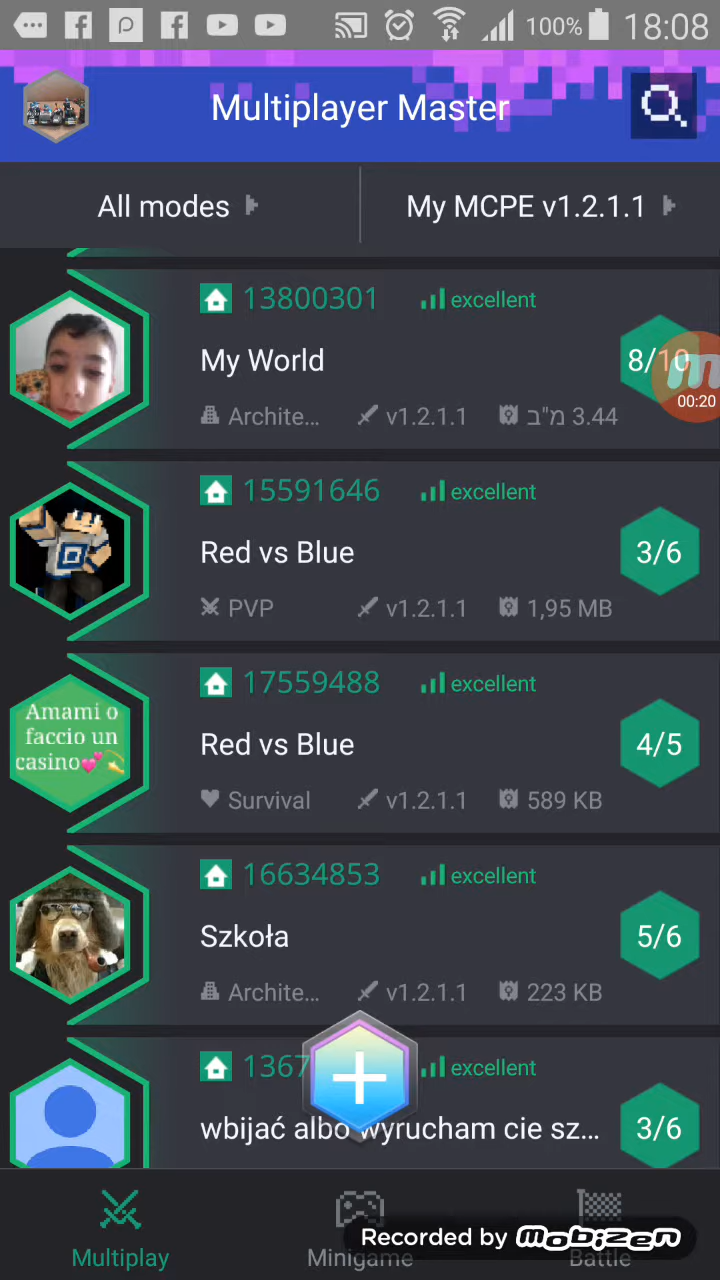 100% 18:08
Multiplayer Master
All modes
My MCPE v1.2.1.1
13800301 excellent
My World
8/10
00:20
Archite... v1.2.1.1 3.44 מ"ב
15591646 excellent
Red vs Blue
3/6
PVP v1.2.1.1 1,95 MB
17559488 excellent
Amami o
faccio un
casino💕💫
Red vs Blue
4/5
Survival v1.2.1.1 589 KB
16634853 excellent
Szkoła
5/6
Archite... v1.2.1.1 223 KB
1367 excellent
wbijać albo wyrucham cie sz...
3/6
Multiplay
Minigame
Battle
Recorded by mobizen